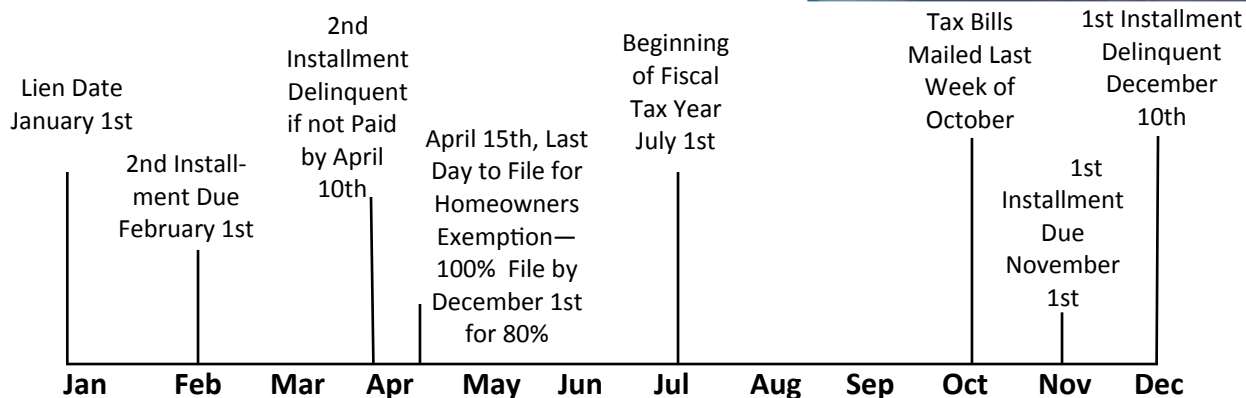 Lien Date
January 1st
2nd Install-
ment Due
February 1st
2nd
Installment
Delinquent
if not Paid
by April
10th
April 15th, Last
Day to File for
Homeowners
Exemption—
100%  File by
December 1st
for 80%
Beginning
of Fiscal
Tax Year
July 1st
Tax Bills
Mailed Last
Week of
October
1st
Installment
Due
November
1st
1st Installment
Delinquent
December
10th
Jan Feb Mar Apr May Jun Jul Aug Sep Oct Nov Dec